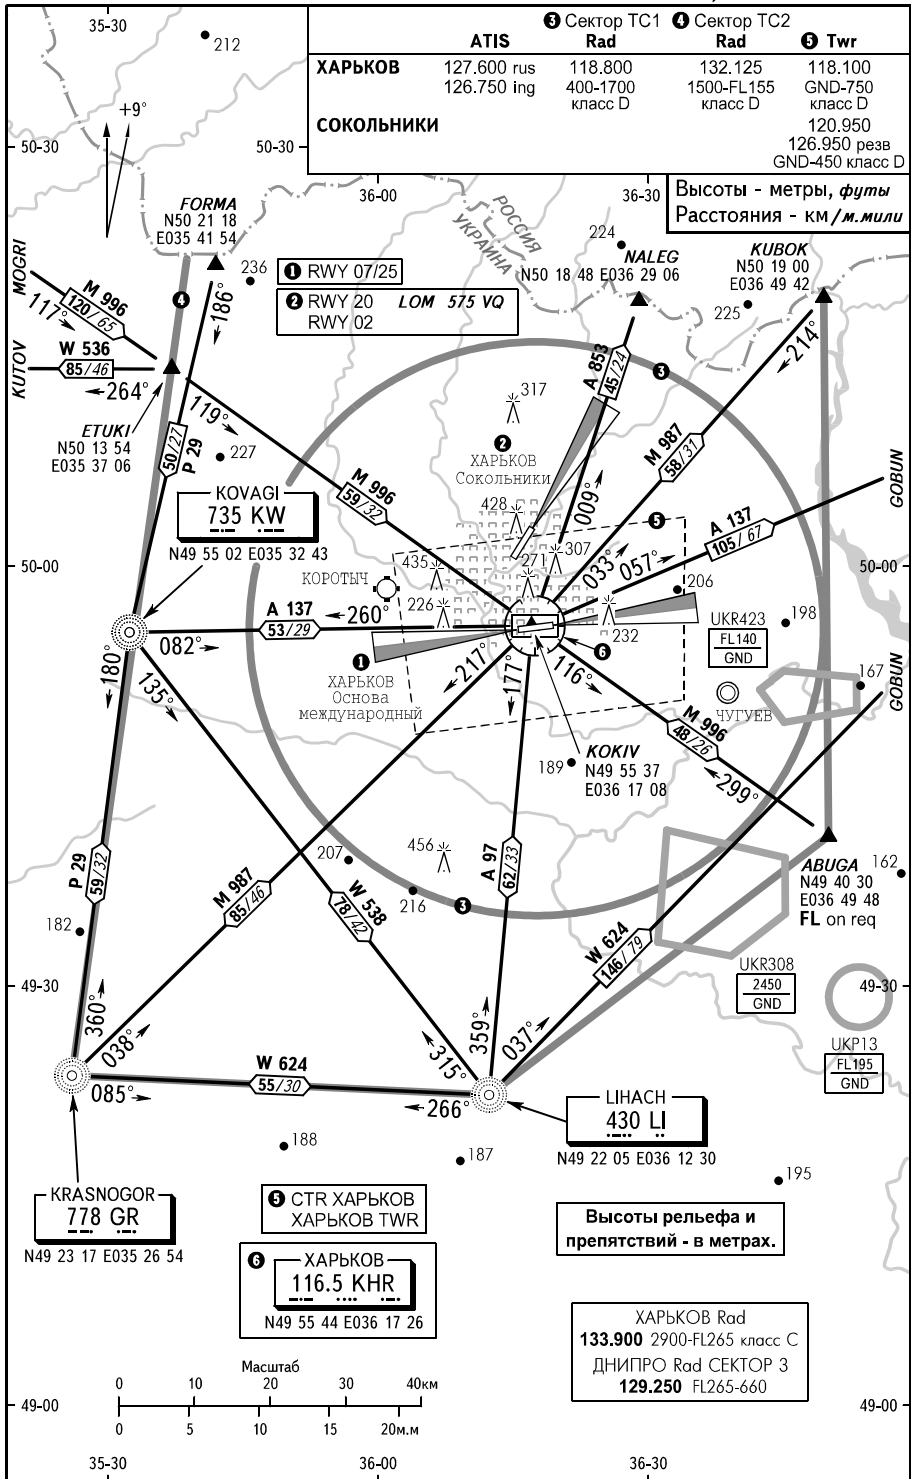 35-30
212
❸ Сектор ТС1 ❹ Сектор ТС2
ATIS Rad Rad ❺ Twr
ХАРЬКОВ 127.600 rus 118.800 132.125 118.100
126.750 ing 400-1700 1500-FL155 GND-750
класс D класс D класс D
СОКОЛЬНИКИ 120.950
126.950 резв
GND-450 класс D
+9°
50-30
50-30
36-00
36-30
Высоты - метры, футы
Расстояния - км/м.мили
FORMA
N50 21 18
E035 41 54
РОССИЯ
УКРАИНА
224
NALEG
N50 18 48 E036 29 06
KUBOK
N50 19 00
E036 49 42
225
236
❶ RWY 07/25
❷ RWY 20 LOM 575 VQ
RWY 02
MOGRI
M 996
120/65
117°
❹
186°
KUTOV
W 536
85/46
264°
ETUKI
N50 13 54
E035 37 06
119°
50/27
P 29
227
A 853
45/24
❸
214°
317
❷
ХАРЬКОВ
Сокольники
M 987
58/31
M 996
59/32
009°
GOBUN
KOVAGI
735 KW
N49 55 02 E035 32 43
428
❺
A 137
105/67
50-00
50-00
435
307
271
033°
057°
КОРОТЫЧ
226
206
A 137
53/29
260°
082°
232
❻
UKR423
FL140
GND
198
❶
ХАРЬКОВ
Основа
международный
217°
177°
116°
180°
135°
167
GOBUN
ЧУГУЕВ
M 996
48/26
299°
189
KOKIV
N49 55 37
E036 17 08
P 29
59/32
207
456
A 97
62/33
ABUGA
N49 40 30
E036 49 48
FL on req
162
M 987
85/46
W 538
78/42
216
❸
182
W 624
146/79
UKR308
2450
GND
49-30
49-30
360°
038°
315°
359°
037°
UKP13
FL195
GND
W 624
55/30
085°
266°
LIHACH
430 LI
N49 22 05 E036 12 30
188
187
195
KRASNOGOR
778 GR
N49 23 17 E035 26 54
❺ CTR ХАРЬКОВ
ХАРЬКОВ TWR
Высоты рельефа и
препятствий - в метрах.
❻ ХАРЬКОВ
116.5 KHR
N49 55 44 E036 17 26
ХАРЬКОВ Rad
133.900 2900-FL265 класс C
ДНИПРО Rad СЕКТОР 3
129.250 FL265-660
Масштаб
0 10 20 30 40км
0 5 10 15 20м.м
49-00
49-00
35-30
36-00
36-30